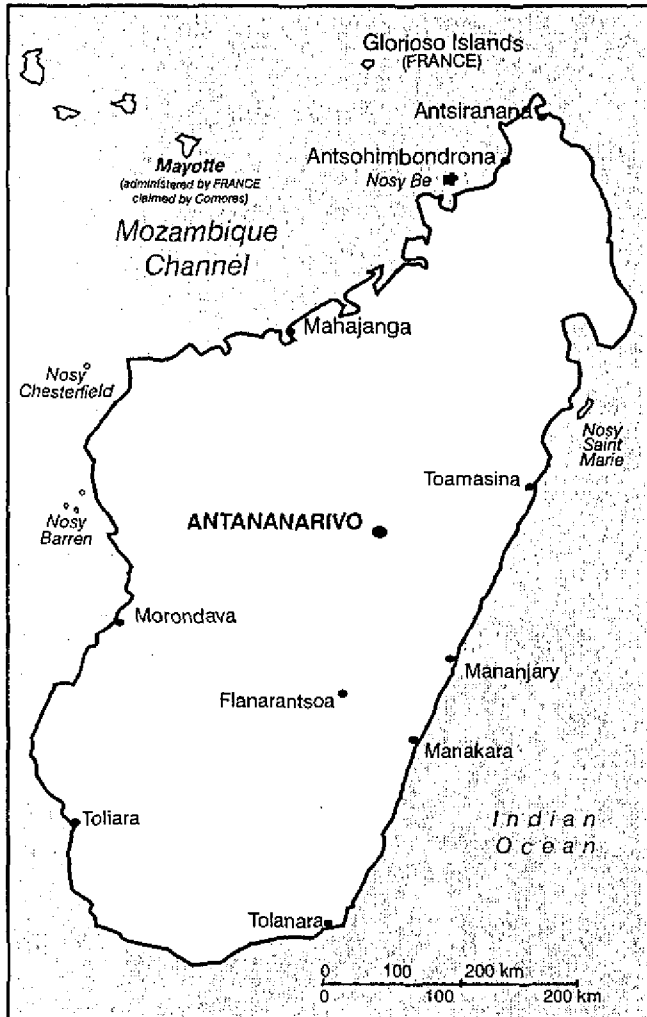 Glorioso Islands
(FRANCE)
Antsiranana
Antsohimbondrona
Nosy Be
Mayotte
(administered by FRANCE
claimed by Comores)
Mozambique
Channel
Mahajanga
Nosy
Chesterfield
Nosy
Saint
Marie
Toamasina
ANTANANARIVO
Nosy
Barren
Morondava
Mananjary
Flanarantsoa
Manakara
Toliara
Indian
Ocean
Tolanara
0 100 200 km
0 100 200 km